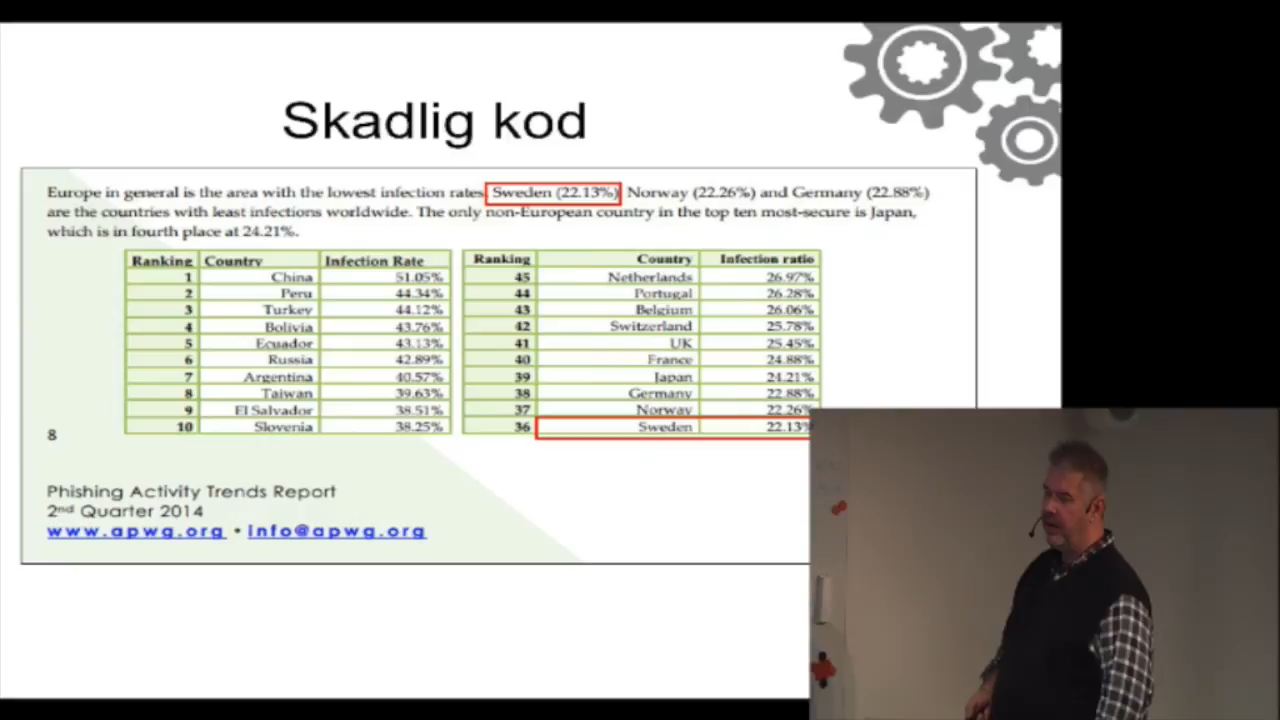 Skadlig kod
Europe in general is the area with the lowest infection rates Sweden (22.13%) Norway (22.26%) and Germany (22.88%)
are the countries with least infections worldwide. The only non-European country in the top ten most-secure is Japan,
which is in fourth place at 24.21%.
Ranking Country Infection Rate
1 China 51.05%
2 Peru 44.34%
3 Turkey 44.12%
4 Bolivia 43.76%
5 Ecuador 43.13%
6 Russia 42.89%
7 Argentina 40.57%
8 Taiwan 39.63%
9 El Salvador 38.51%
10 Slovenia 38.25%
Ranking Country Infection ratio
45 Netherlands 26.97%
44 Portugal 26.28%
43 Belgium 26.06%
42 Switzerland 25.78%
41 UK 25.45%
40 France 24.88%
39 Japan 24.21%
38 Germany 22.88%
37 Norway 22.26%
36 Sweden 22.13%
8
Phishing Activity Trends Report
2nd Quarter 2014
www.apwg.org • info@apwg.org